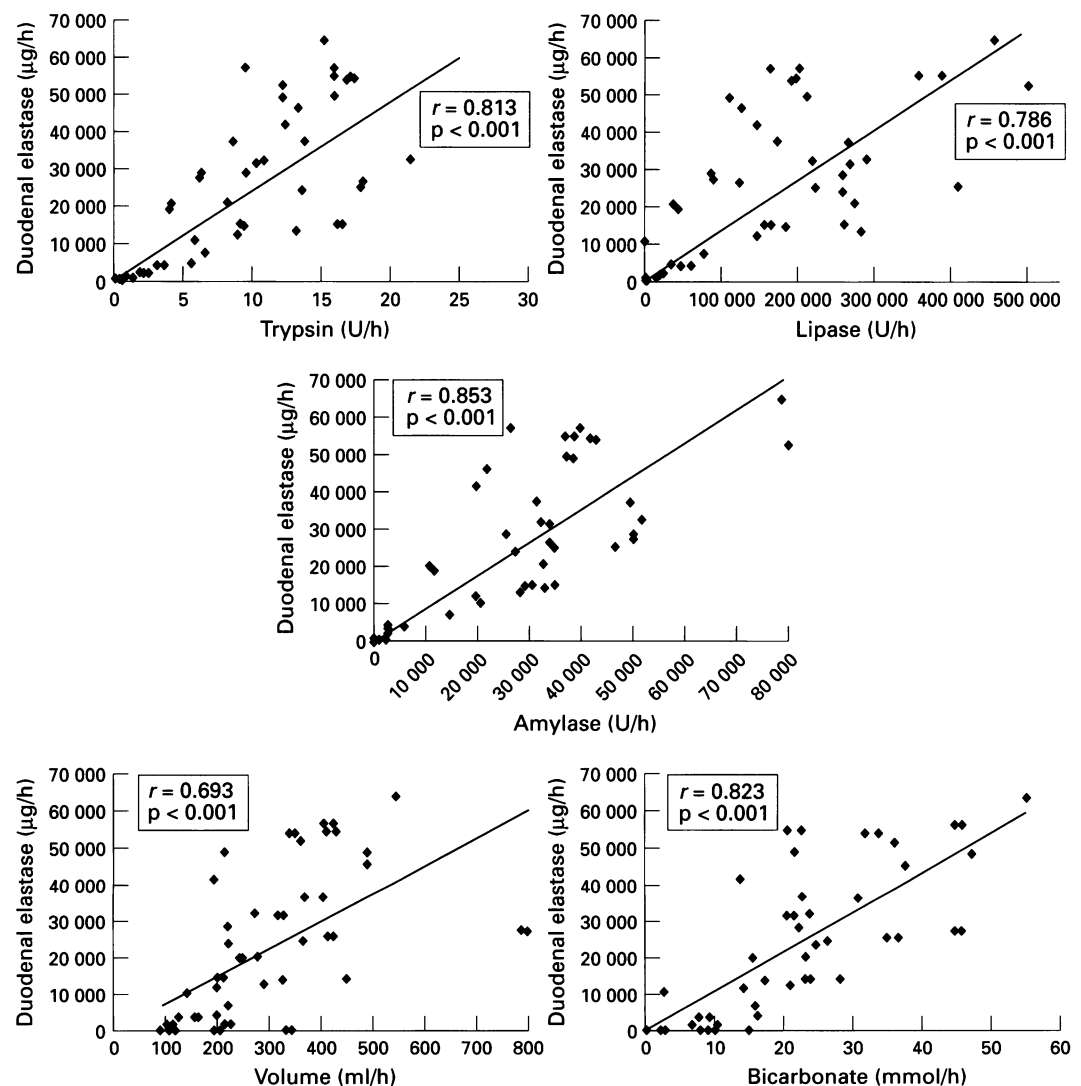 70 000
60 000
50 000
40 000
30 000
20 000
10 000
0
Duodenal elastase (µg/h)
r = 0.813
p < 0.001
0 5 10 15 20 25 30
Trypsin (U/h)
70 000
60 000
50 000
40 000
30 000
20 000
10 000
0
Duodenal elastase (µg/h)
r = 0.786
p < 0.001
0 100 000 200 000 300 000 400 000 500 000
Lipase (U/h)
70 000
60 000
50 000
40 000
30 000
20 000
10 000
0
Duodenal elastase (µg/h)
r = 0.853
p < 0.001
0 10 000 20 000 30 000 40 000 50 000 60 000 70 000 80 000
Amylase (U/h)
70 000
60 000
50 000
40 000
30 000
20 000
10 000
0
Duodenal elastase (µg/h)
r = 0.693
p < 0.001
0 100 200 300 400 500 600 700 800
Volume (ml/h)
70 000
60 000
50 000
40 000
30 000
20 000
10 000
0
Duodenal elastase (µg/h)
r = 0.823
p < 0.001
0 10 20 30 40 50 60
Bicarbonate (mmol/h)